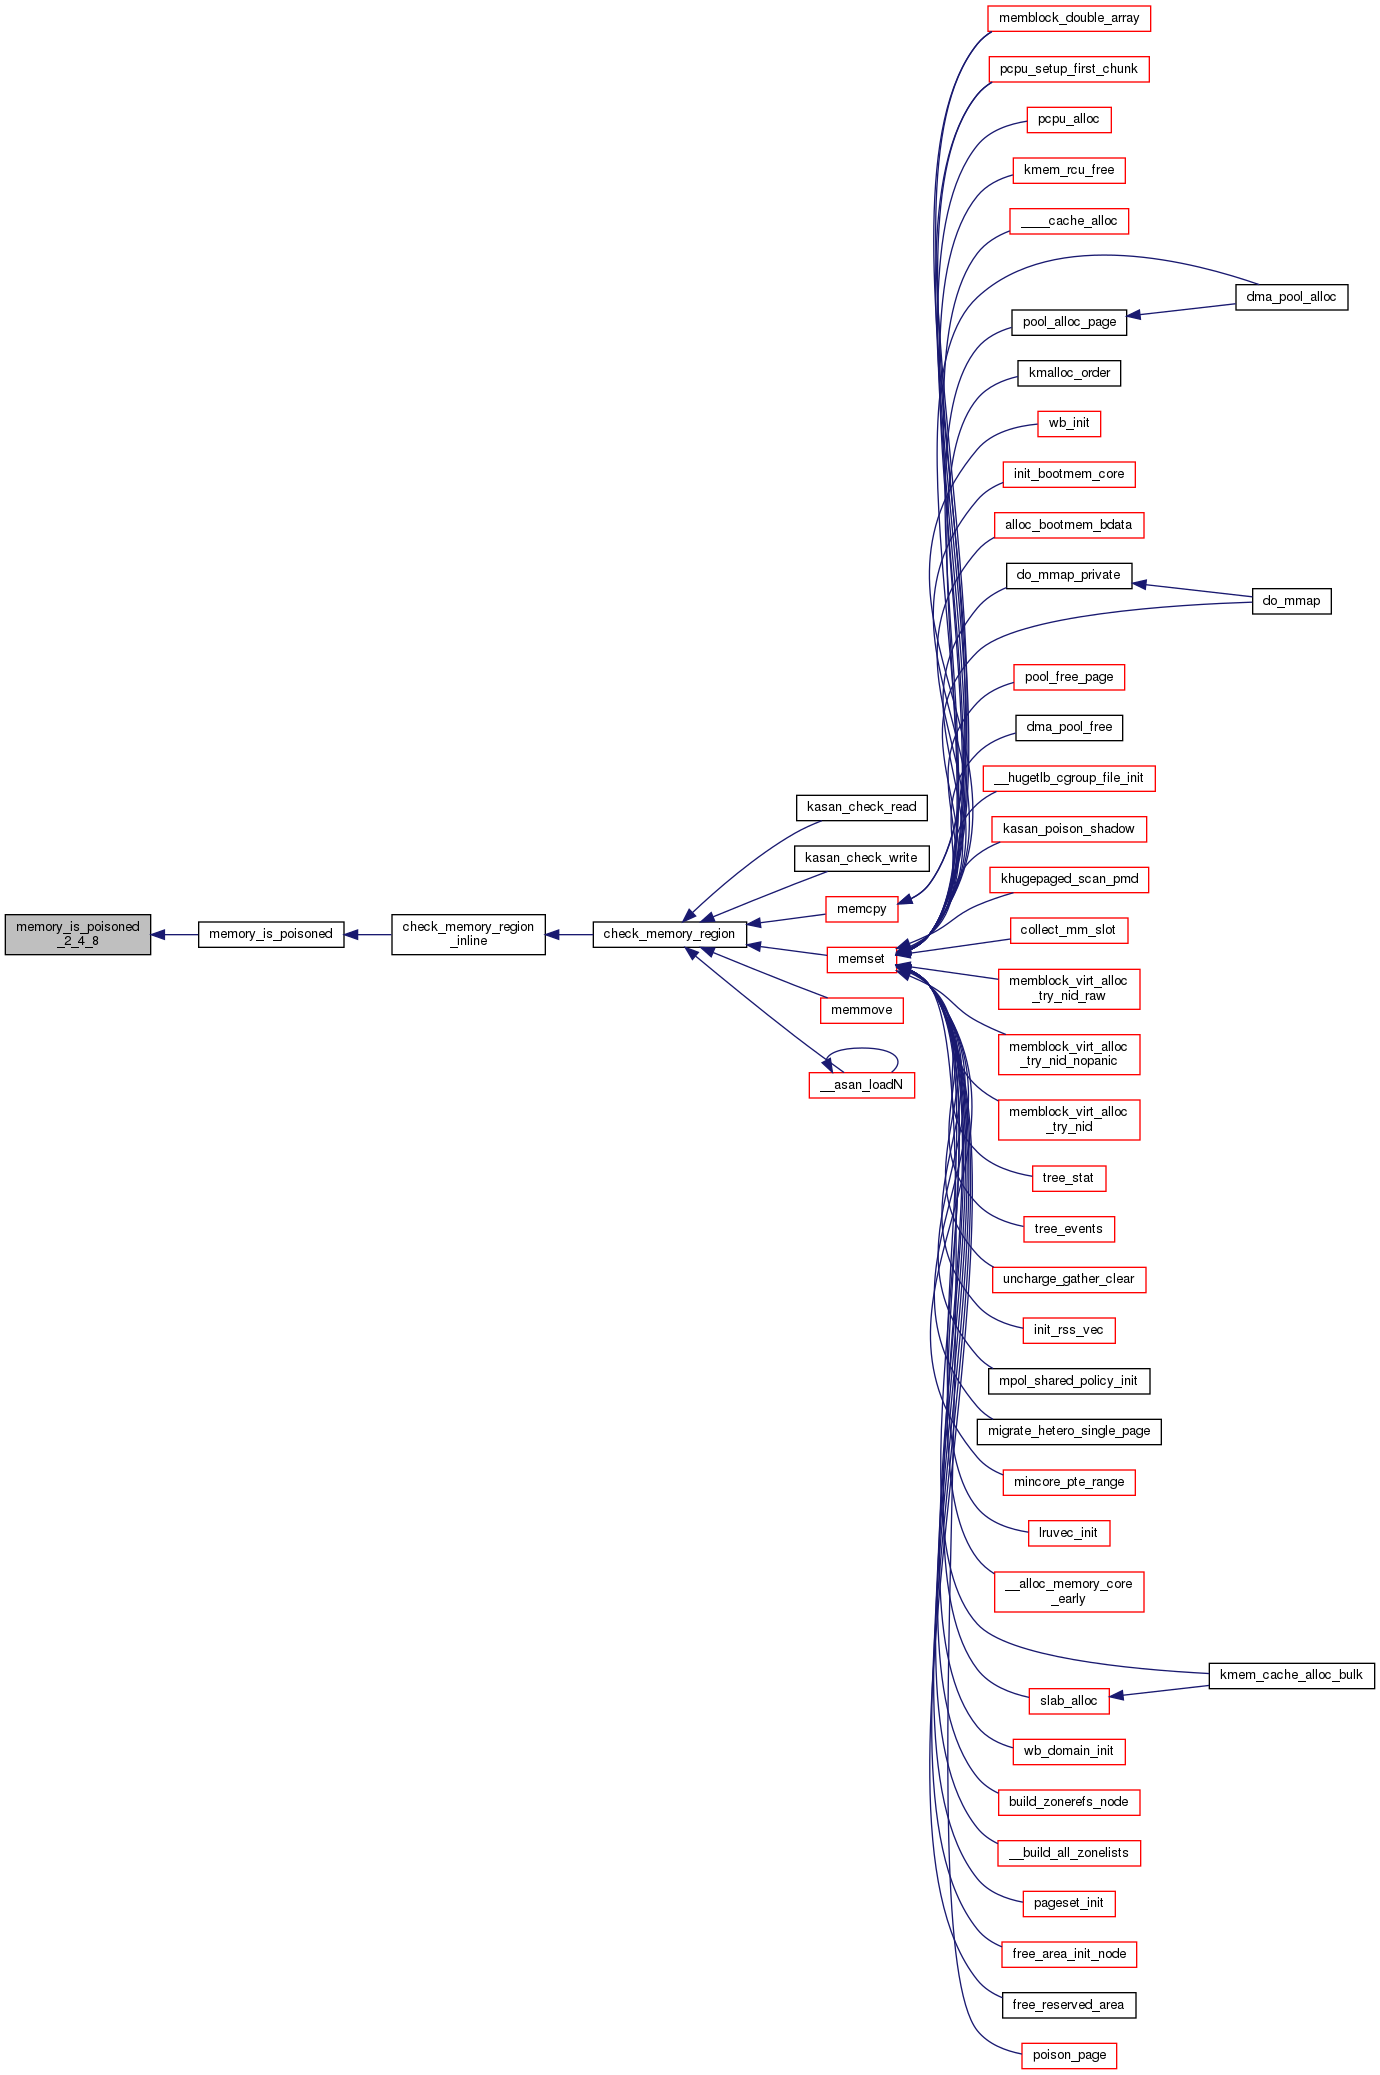 memblock_double_array
pcpu_setup_first_chunk
pcpu_alloc
kmem_rcu_free
____cache_alloc
dma_pool_alloc
pool_alloc_page
kmalloc_order
wb_init
init_bootmem_core
alloc_bootmem_bdata
do_mmap_private
do_mmap
pool_free_page
dma_pool_free
__hugetlb_cgroup_file_init
kasan_check_read
kasan_poison_shadow
kasan_check_write
khugepaged_scan_pmd
memcpy
collect_mm_slot
memory_is_poisoned
_2_4_8
memory_is_poisoned
check_memory_region
_inline
check_memory_region
memset
memblock_virt_alloc
_try_nid_raw
memmove
memblock_virt_alloc
_try_nid_nopanic
__asan_loadN
memblock_virt_alloc
_try_nid
tree_stat
tree_events
uncharge_gather_clear
init_rss_vec
mpol_shared_policy_init
migrate_hetero_single_page
mincore_pte_range
lruvec_init
__alloc_memory_core
_early
kmem_cache_alloc_bulk
slab_alloc
wb_domain_init
build_zonerefs_node
__build_all_zonelists
pageset_init
free_area_init_node
free_reserved_area
poison_page